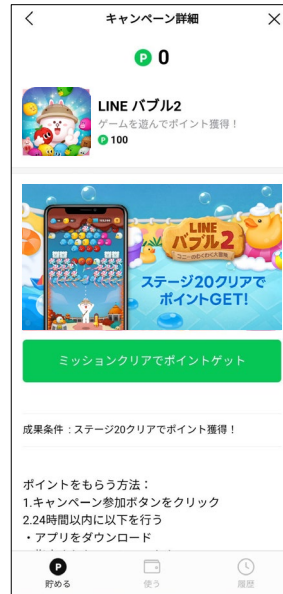 キャンペーン詳細
P 0
LINE バブル2
ゲームを遊んでポイント獲得！
P 100
LINE
バブル2
ステージ20クリアで
ポイントGET!
ミッションクリアでポイントゲット
成果条件 : ステージ20クリアでポイント獲得！
ポイントをもらう方法：
1.キャンペーン参加ボタンをクリック
2.24時間以内に以下を行う
・アプリをダウンロード
P
貯める
使う
履歴